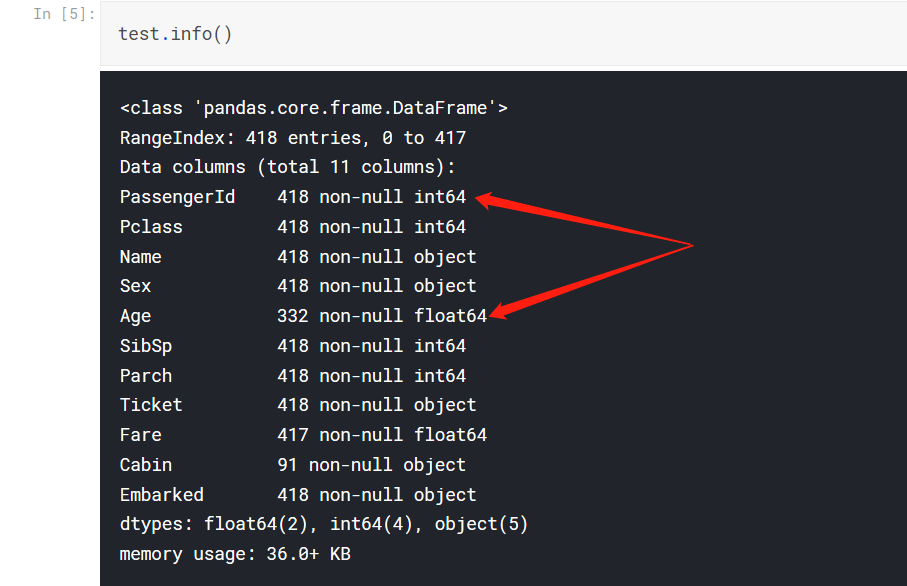 In [5]:
test.info()
<class 'pandas.core.frame.DataFrame'>
RangeIndex: 418 entries, 0 to 417
Data columns (total 11 columns):
PassengerId    418 non-null int64
Pclass         418 non-null int64
Name           418 non-null object
Sex            418 non-null object
Age            332 non-null float64
SibSp          418 non-null int64
Parch          418 non-null int64
Ticket         418 non-null object
Fare           417 non-null float64
Cabin          91 non-null object
Embarked       418 non-null object
dtypes: float64(2), int64(4), object(5)
memory usage: 36.0+ KB